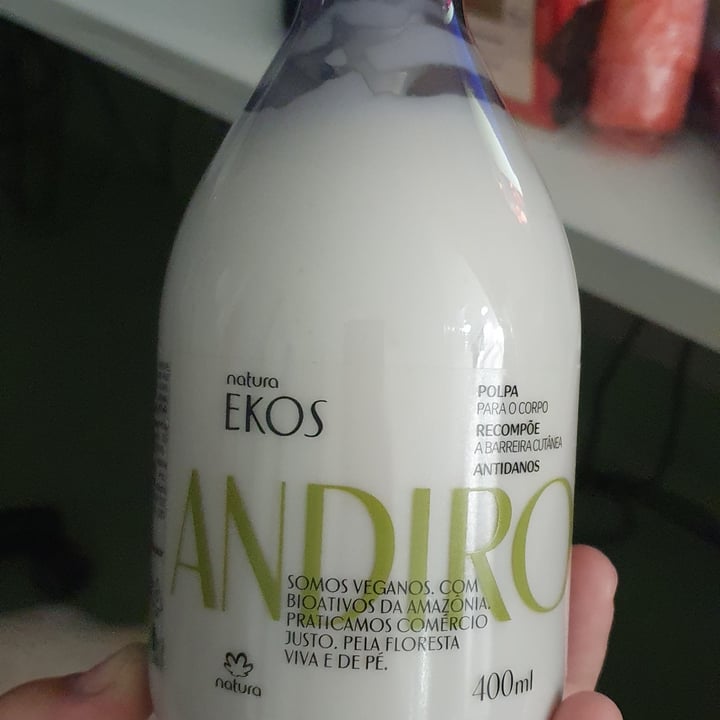 natura
EKOS
POLPA
PARA O CORPO
RECOMPÕE
A BARREIRA CUTÂNEA
ANTIDANOS
ANDIRO
SOMOS VEGANOS. COM
BIOATIVOS DA AMAZÔNIA.
PRATICAMOS COMÉRCIO
JUSTO. PELA FLORESTA
VIVA E DE PÉ.
natura
400ml